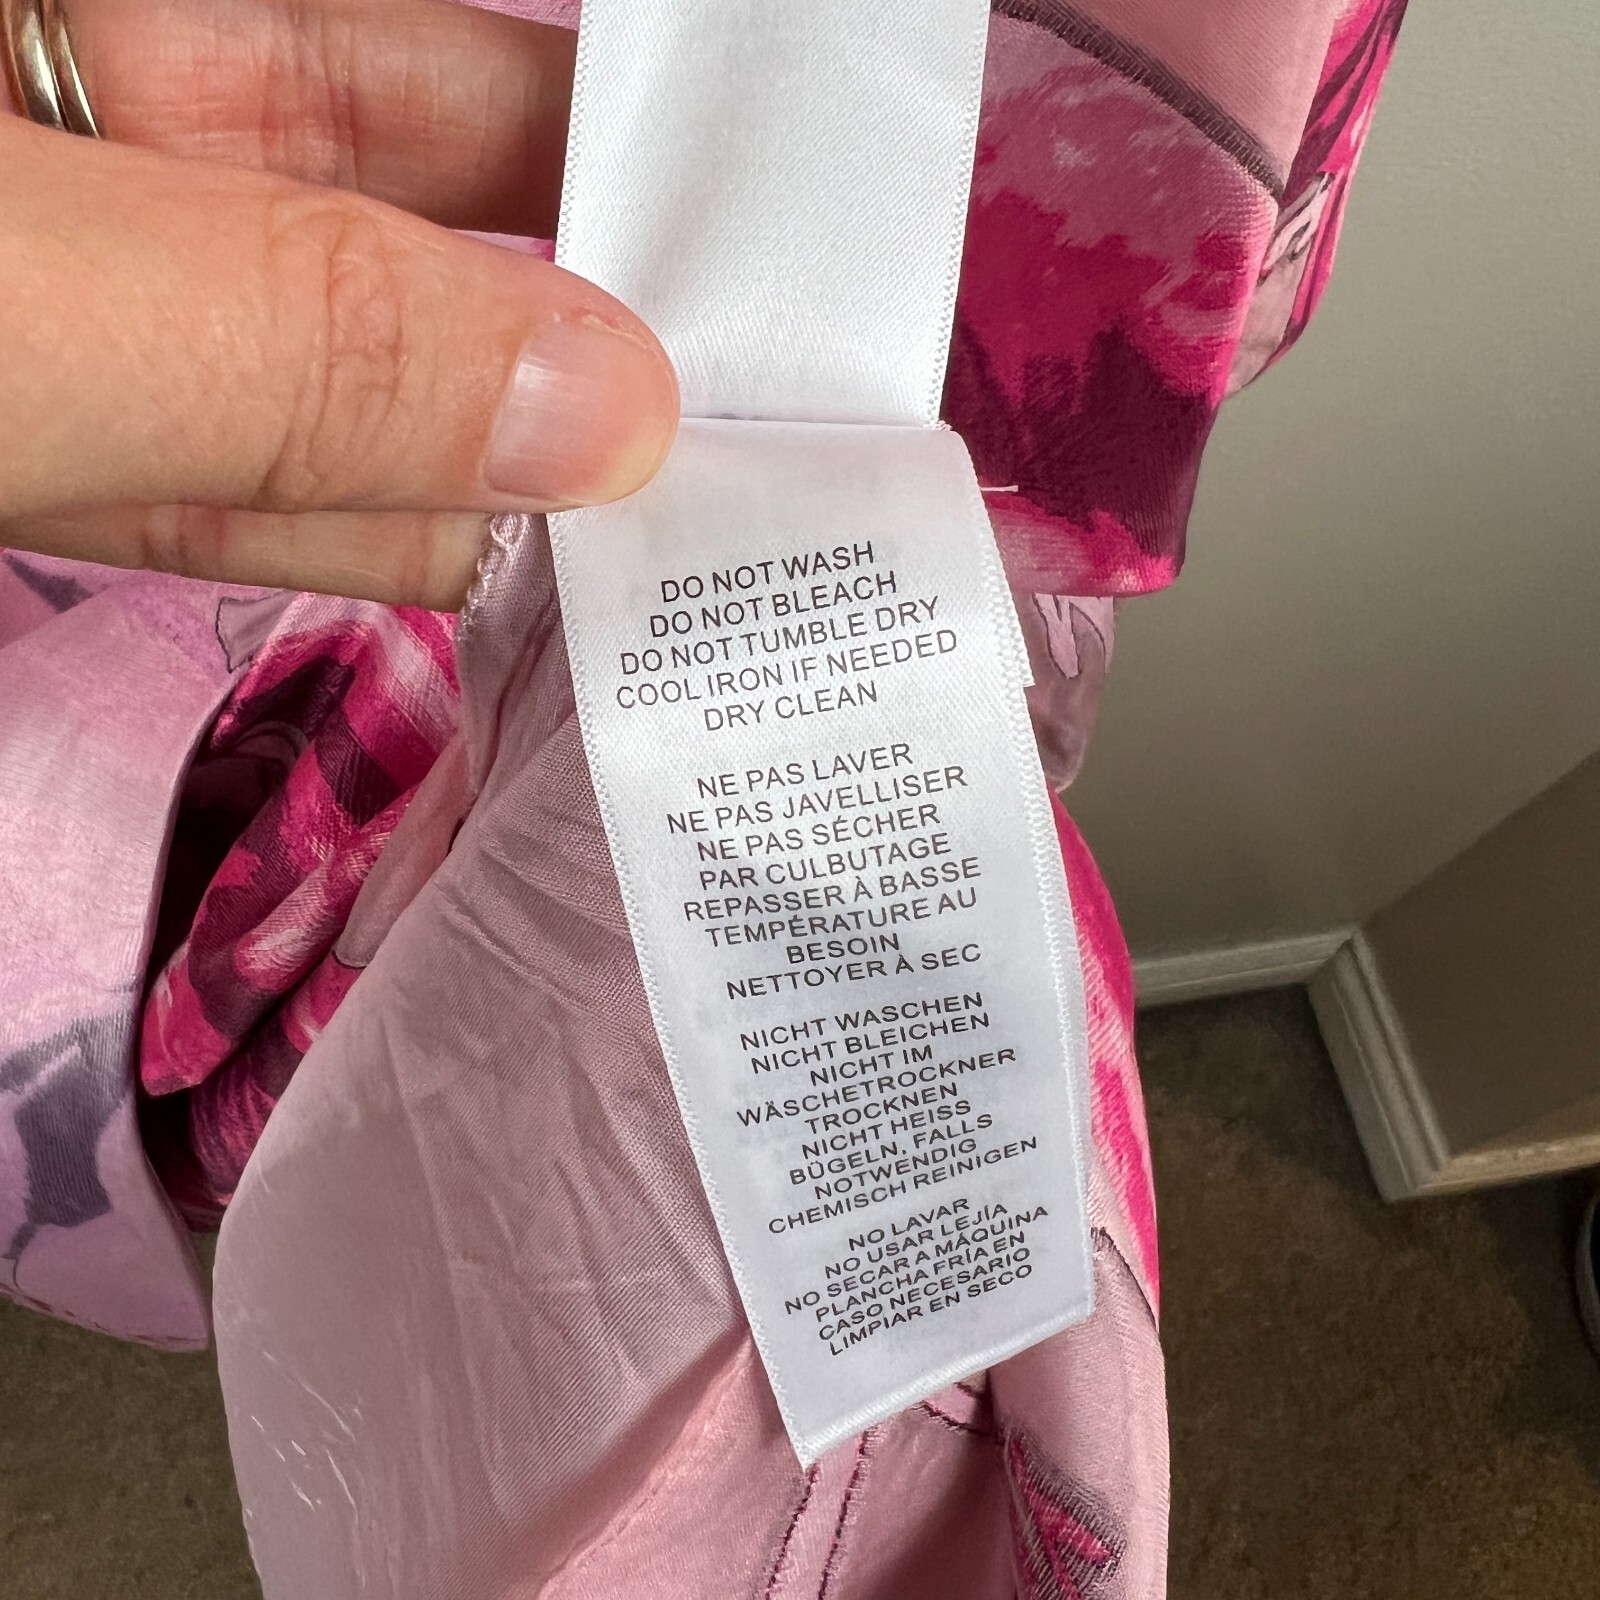 DO NOT WASH
DO NOT BLEACH
DO NOT TUMBLE DRY
COOL IRON IF NEEDED
DRY CLEAN
NE PAS LAVER
NE PAS JAVELLISER
NE PAS SÉCHER
PAR CULBUTAGE
REPASSER À BASSE
TEMPÉRATURE AU
BESOIN
NETTOYER À SEC
NICHT WASCHEN
NICHT BLEICHEN
NICHT IM
WÄSCHETROCKNER
TROCKNEN
NICHT HEISS
BÜGELN, FALLS
NOTWENDIG
CHEMISCH REINIGEN
NO LAVAR
NO USAR LEJÍA
NO SECAR A MÁQUINA
PLANCHA FRÍA EN
CASO NECESARIO
LIMPIAR EN SECO